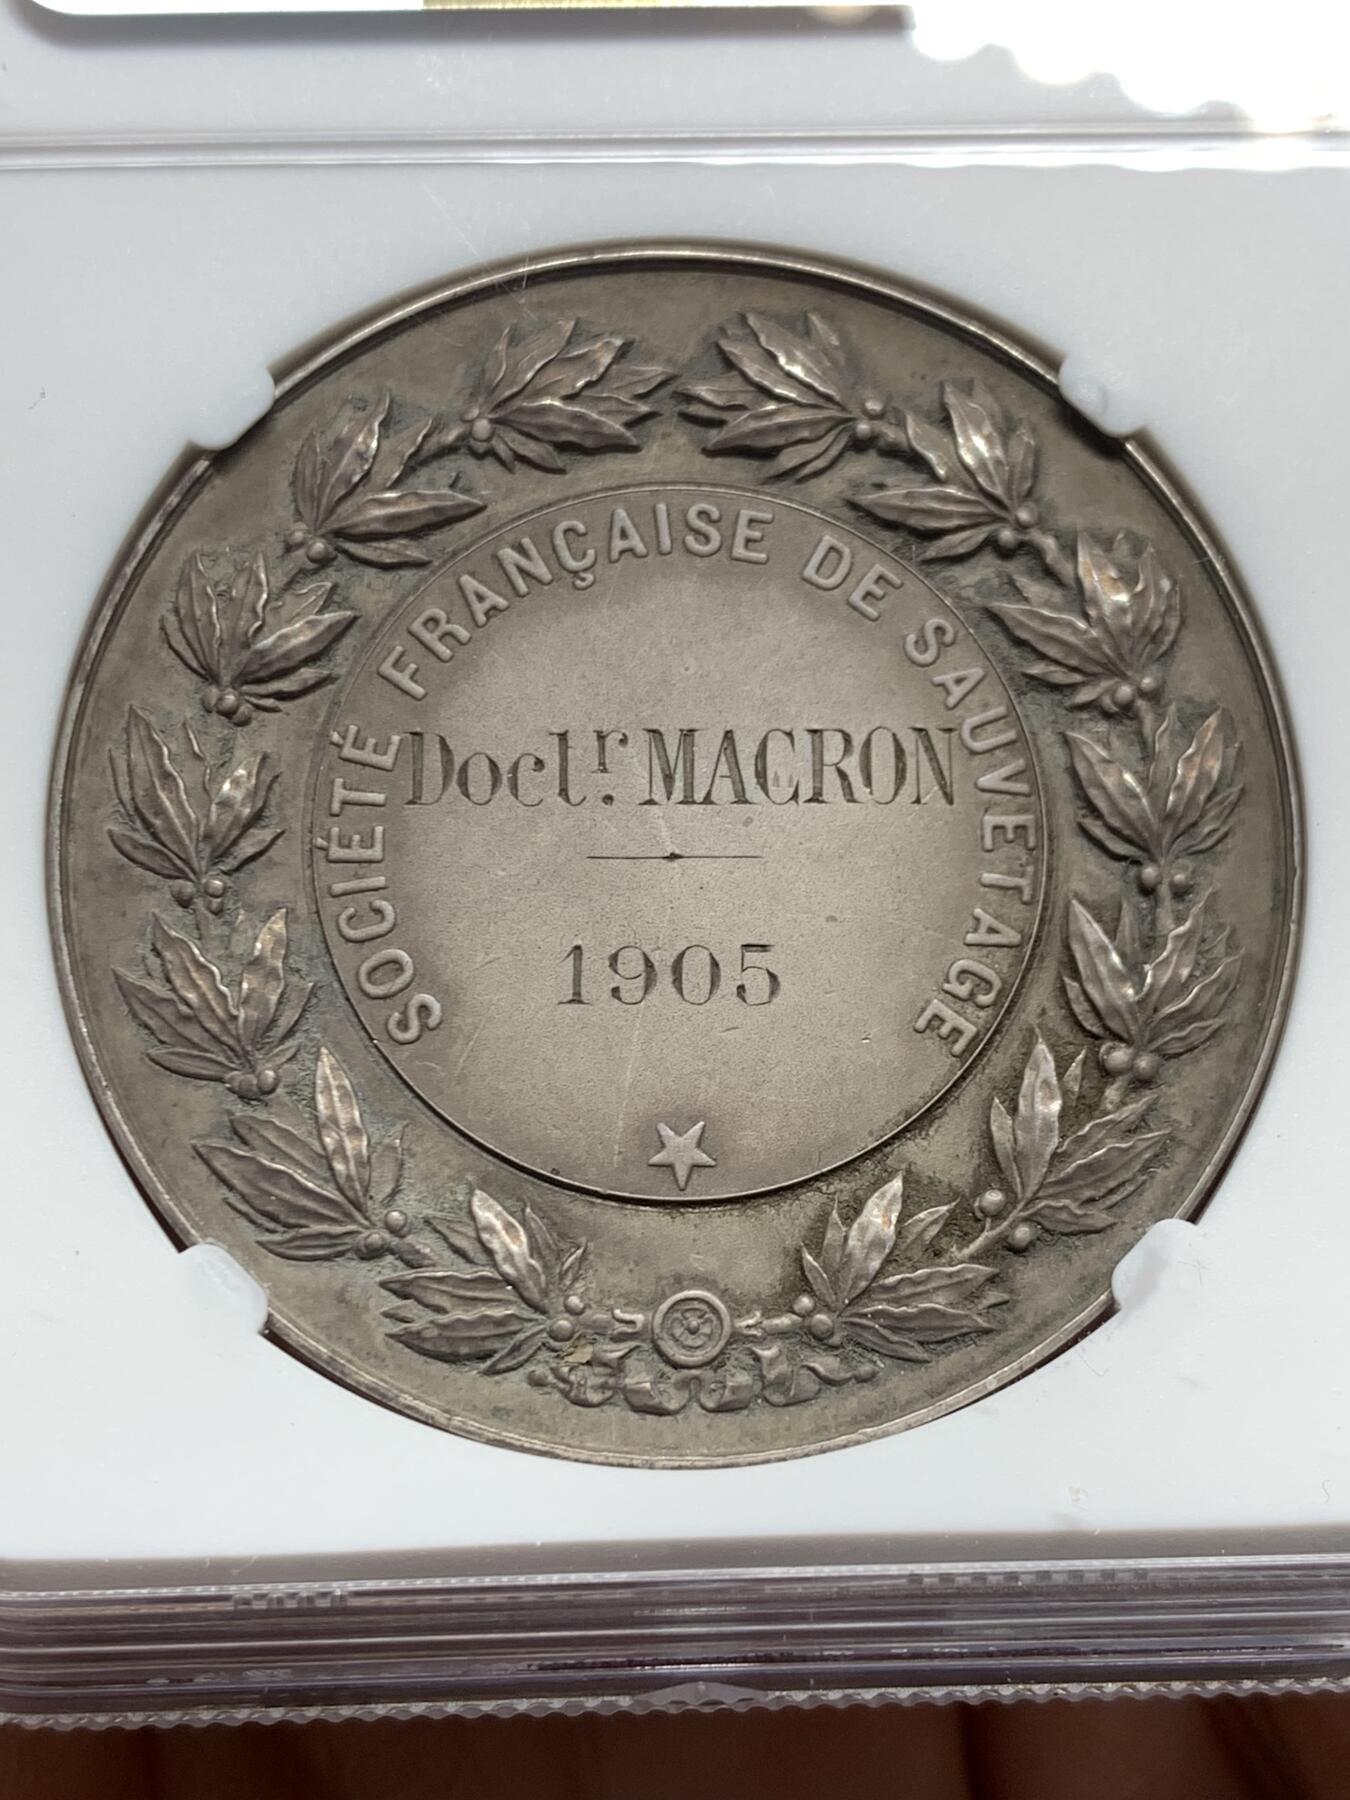 SOCIÉTÉ FRANÇAISE DE SAUVETAGE
Doctr. MACRON
1905